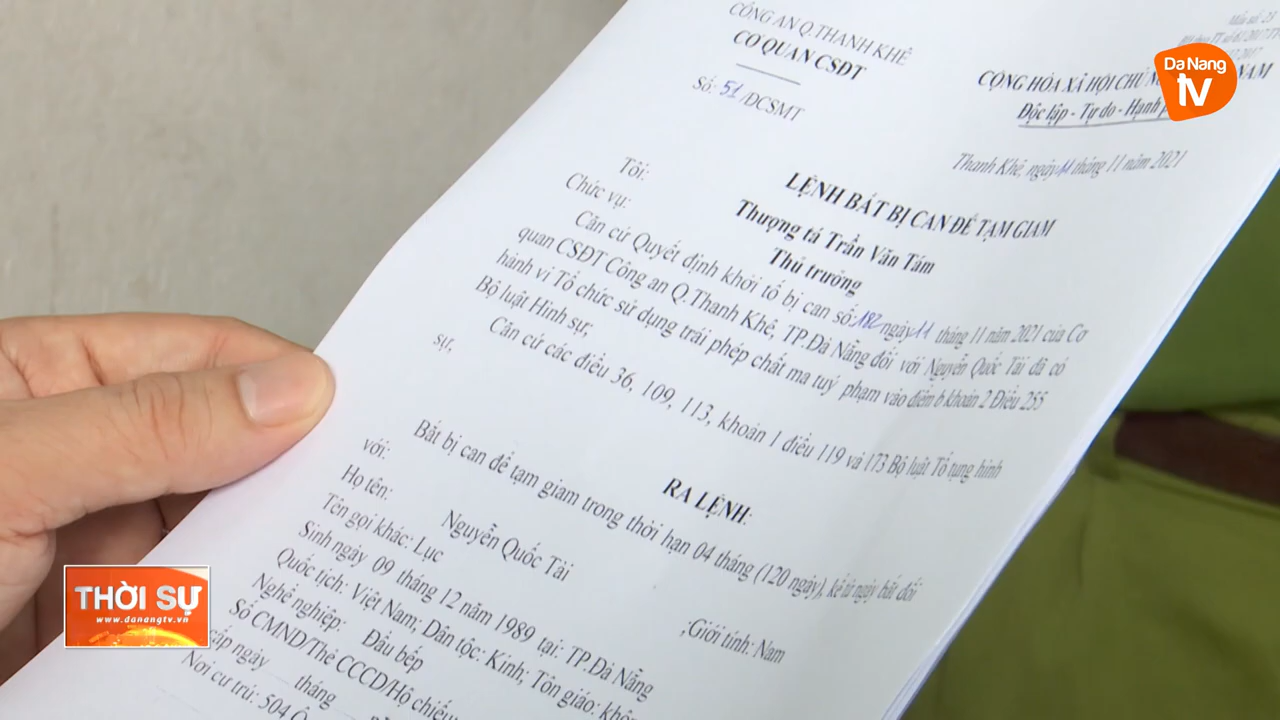 CÔNG AN Q.THANH KHÊ
CƠ QUAN CSĐT
Số: 51/ĐCSMT
Mẫu số: 23
CỘNG HÒA XÃ HỘI CHỦ NAM
Độc lập - Tự do - Hạnh
Thanh Khê, ngày 11 tháng 11 năm 2021
LỆNH BẮT BỊ CAN ĐỂ TẠM GIAM
Tôi: Thượng tá Trần Văn Tám
Chức vụ: Thủ trưởng
Căn cứ Quyết định khởi tố bị can số: 182 ngày 11 tháng 11 năm 2021 của Cơ
quan CSĐT Công an Q.Thanh Khê, TP.Đà Nẵng đối với Nguyễn Quốc Tài đã có
hành vi Tổ chức sử dụng trái phép chất ma tuý phạm vào điểm b khoản 2 Điều 255
Bộ luật Hình sự;
Căn cứ các điều 36, 109, 113, khoản 1 điều 119 và 173 Bộ luật Tố tụng hình
sự,
RA LỆNH:
Bắt bị can để tạm giam trong thời hạn 04 tháng (120 ngày), kể từ ngày bắt đối
với:
Họ tên: Nguyễn Quốc Tài ;Giới tính: Nam
Tên gọi khác: Lục
Sinh ngày 09 tháng 12 năm 1989 tại: TP.Đà Nẵng
Quốc tịch: Việt Nam; Dân tộc: Kinh; Tôn giáo: không
Nghề nghiệp: Đầu bếp
Số CMND/Thẻ CCCD/Hộ chiếu
cấp ngày tháng
Nơi cư trú: 504
Da Nang
tv
THỜI SỰ
www.danangtv.vn